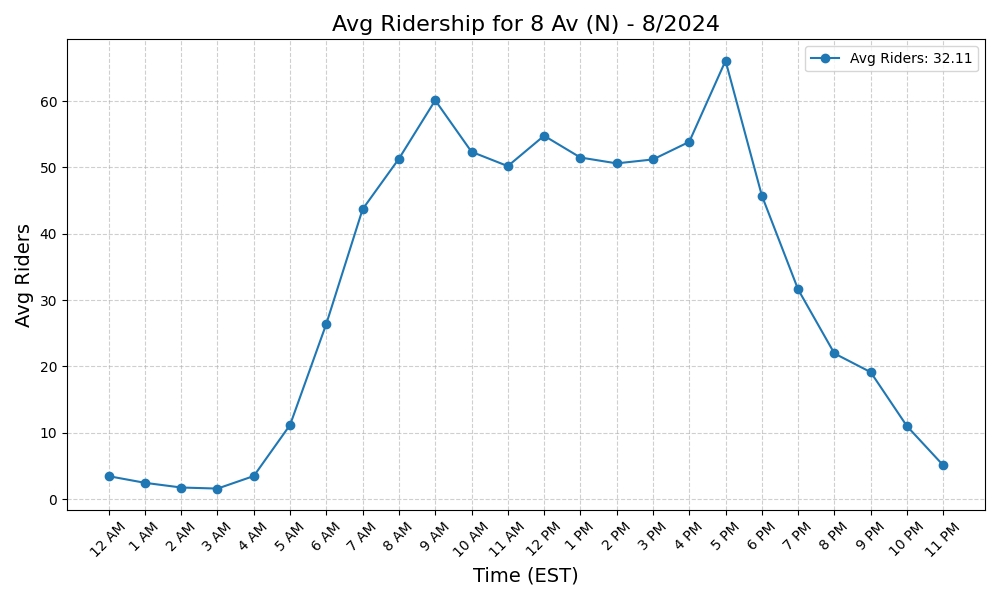 Avg Ridership for 8 Av (N) - 8/2024
Avg Riders: 32.11
Avg Riders
60
50
40
30
20
10
0
12 AM
1 AM
2 AM
3 AM
4 AM
5 AM
6 AM
7 AM
8 AM
9 AM
10 AM
11 AM
12 PM
1 PM
2 PM
3 PM
4 PM
5 PM
6 PM
7 PM
8 PM
9 PM
10 PM
11 PM
Time (EST)